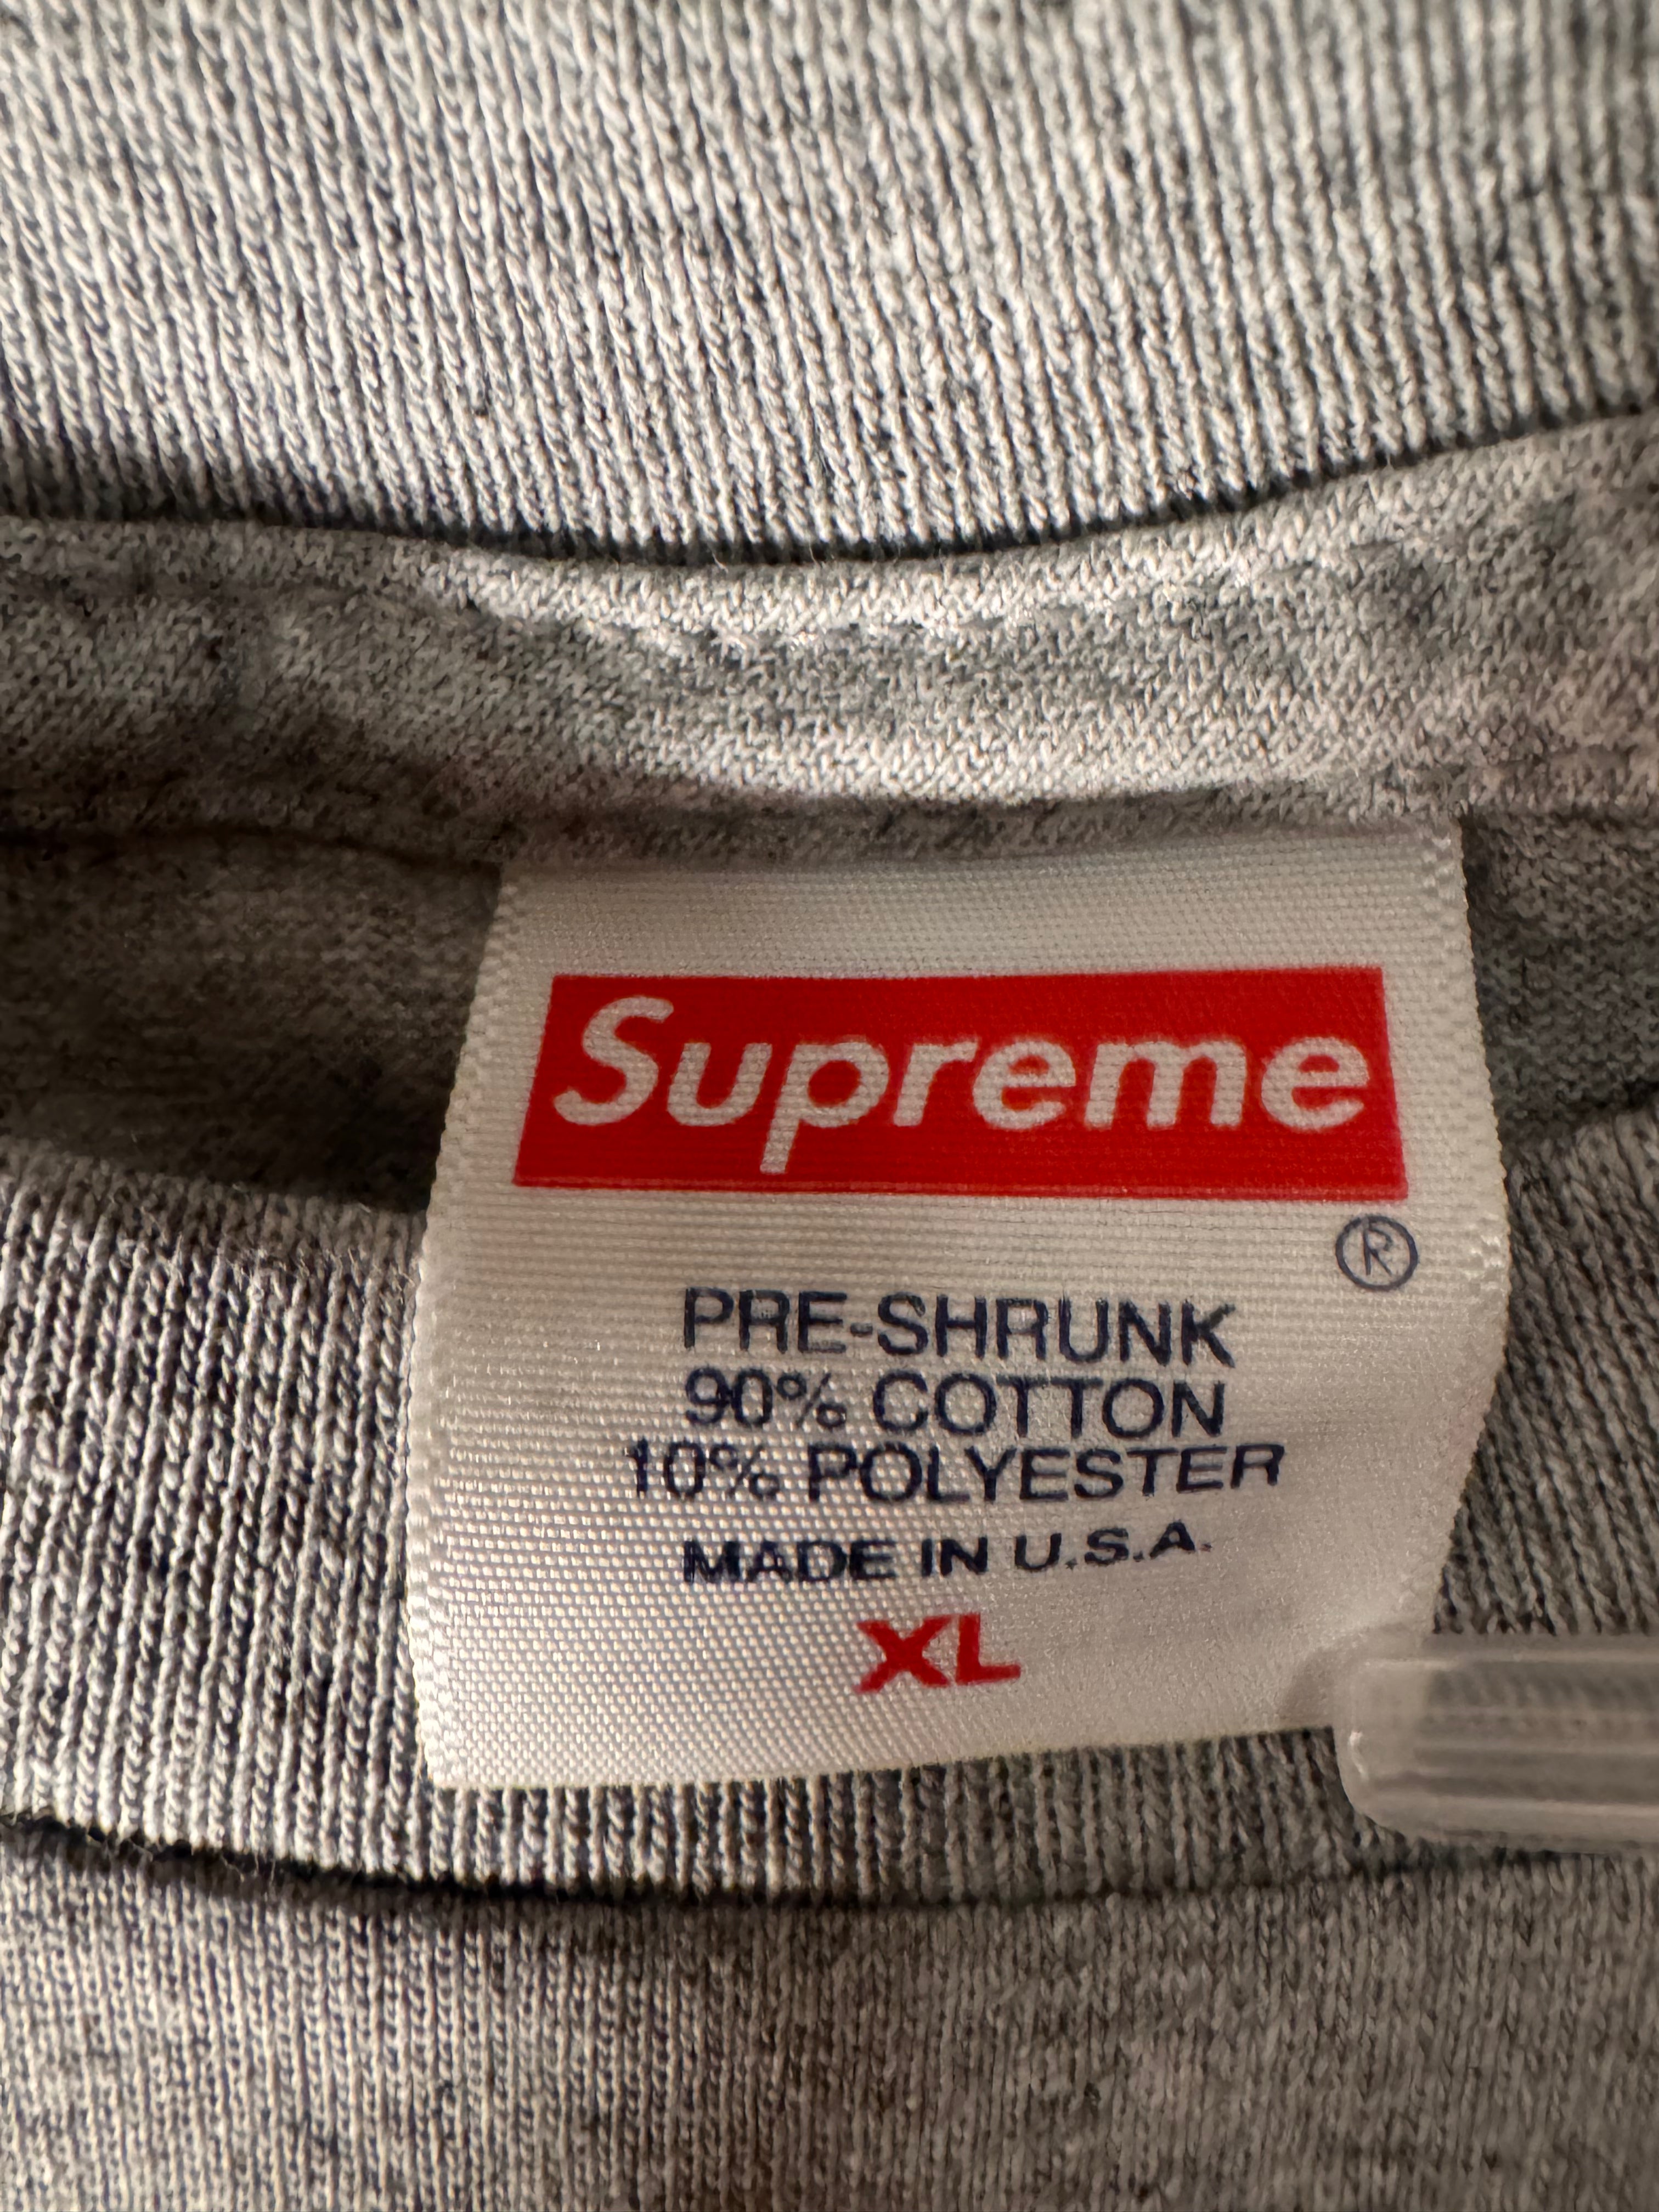 Supreme
®
PRE-SHRUNK
90% COTTON
10% POLYESTER
MADE IN U.S.A.
XL